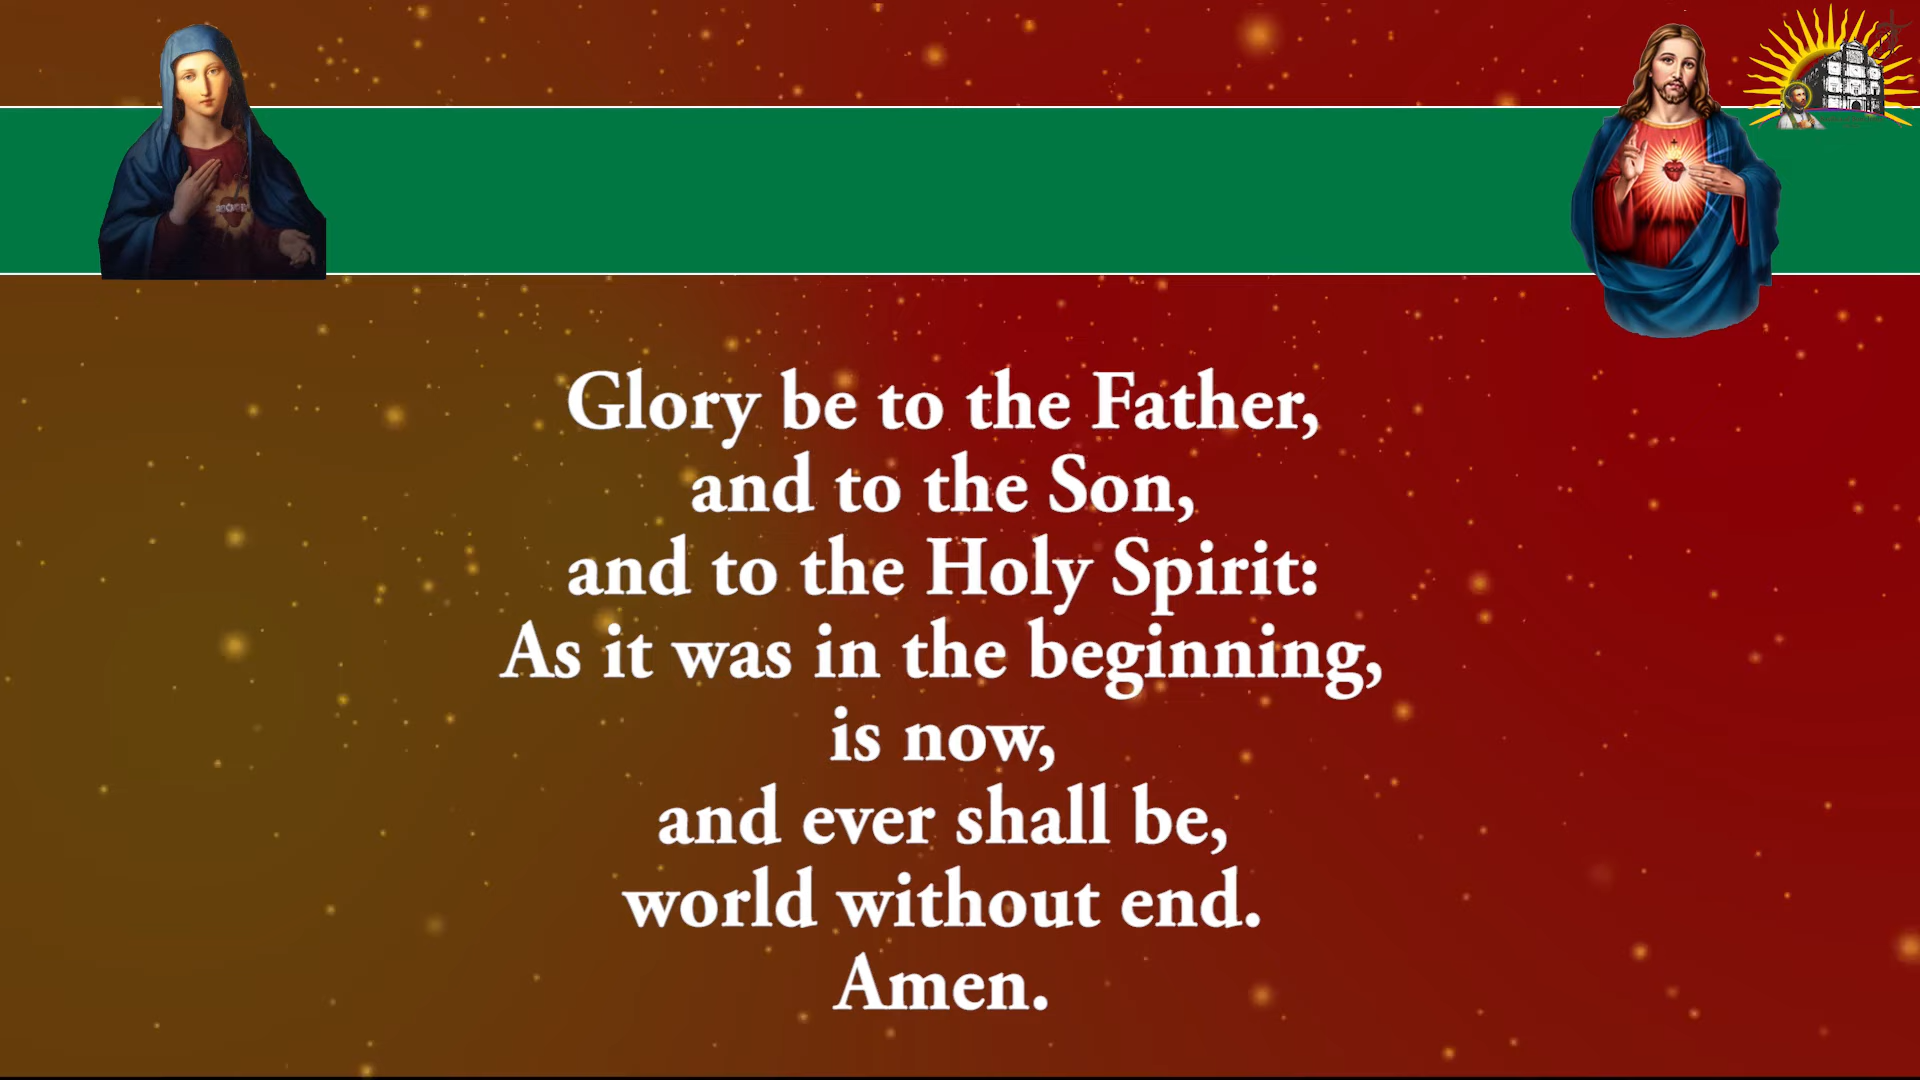 Glory be to the Father,
and to the Son,
and to the Holy Spirit:
As it was in the beginning,
is now,
and ever shall be,
world without end.
Amen.